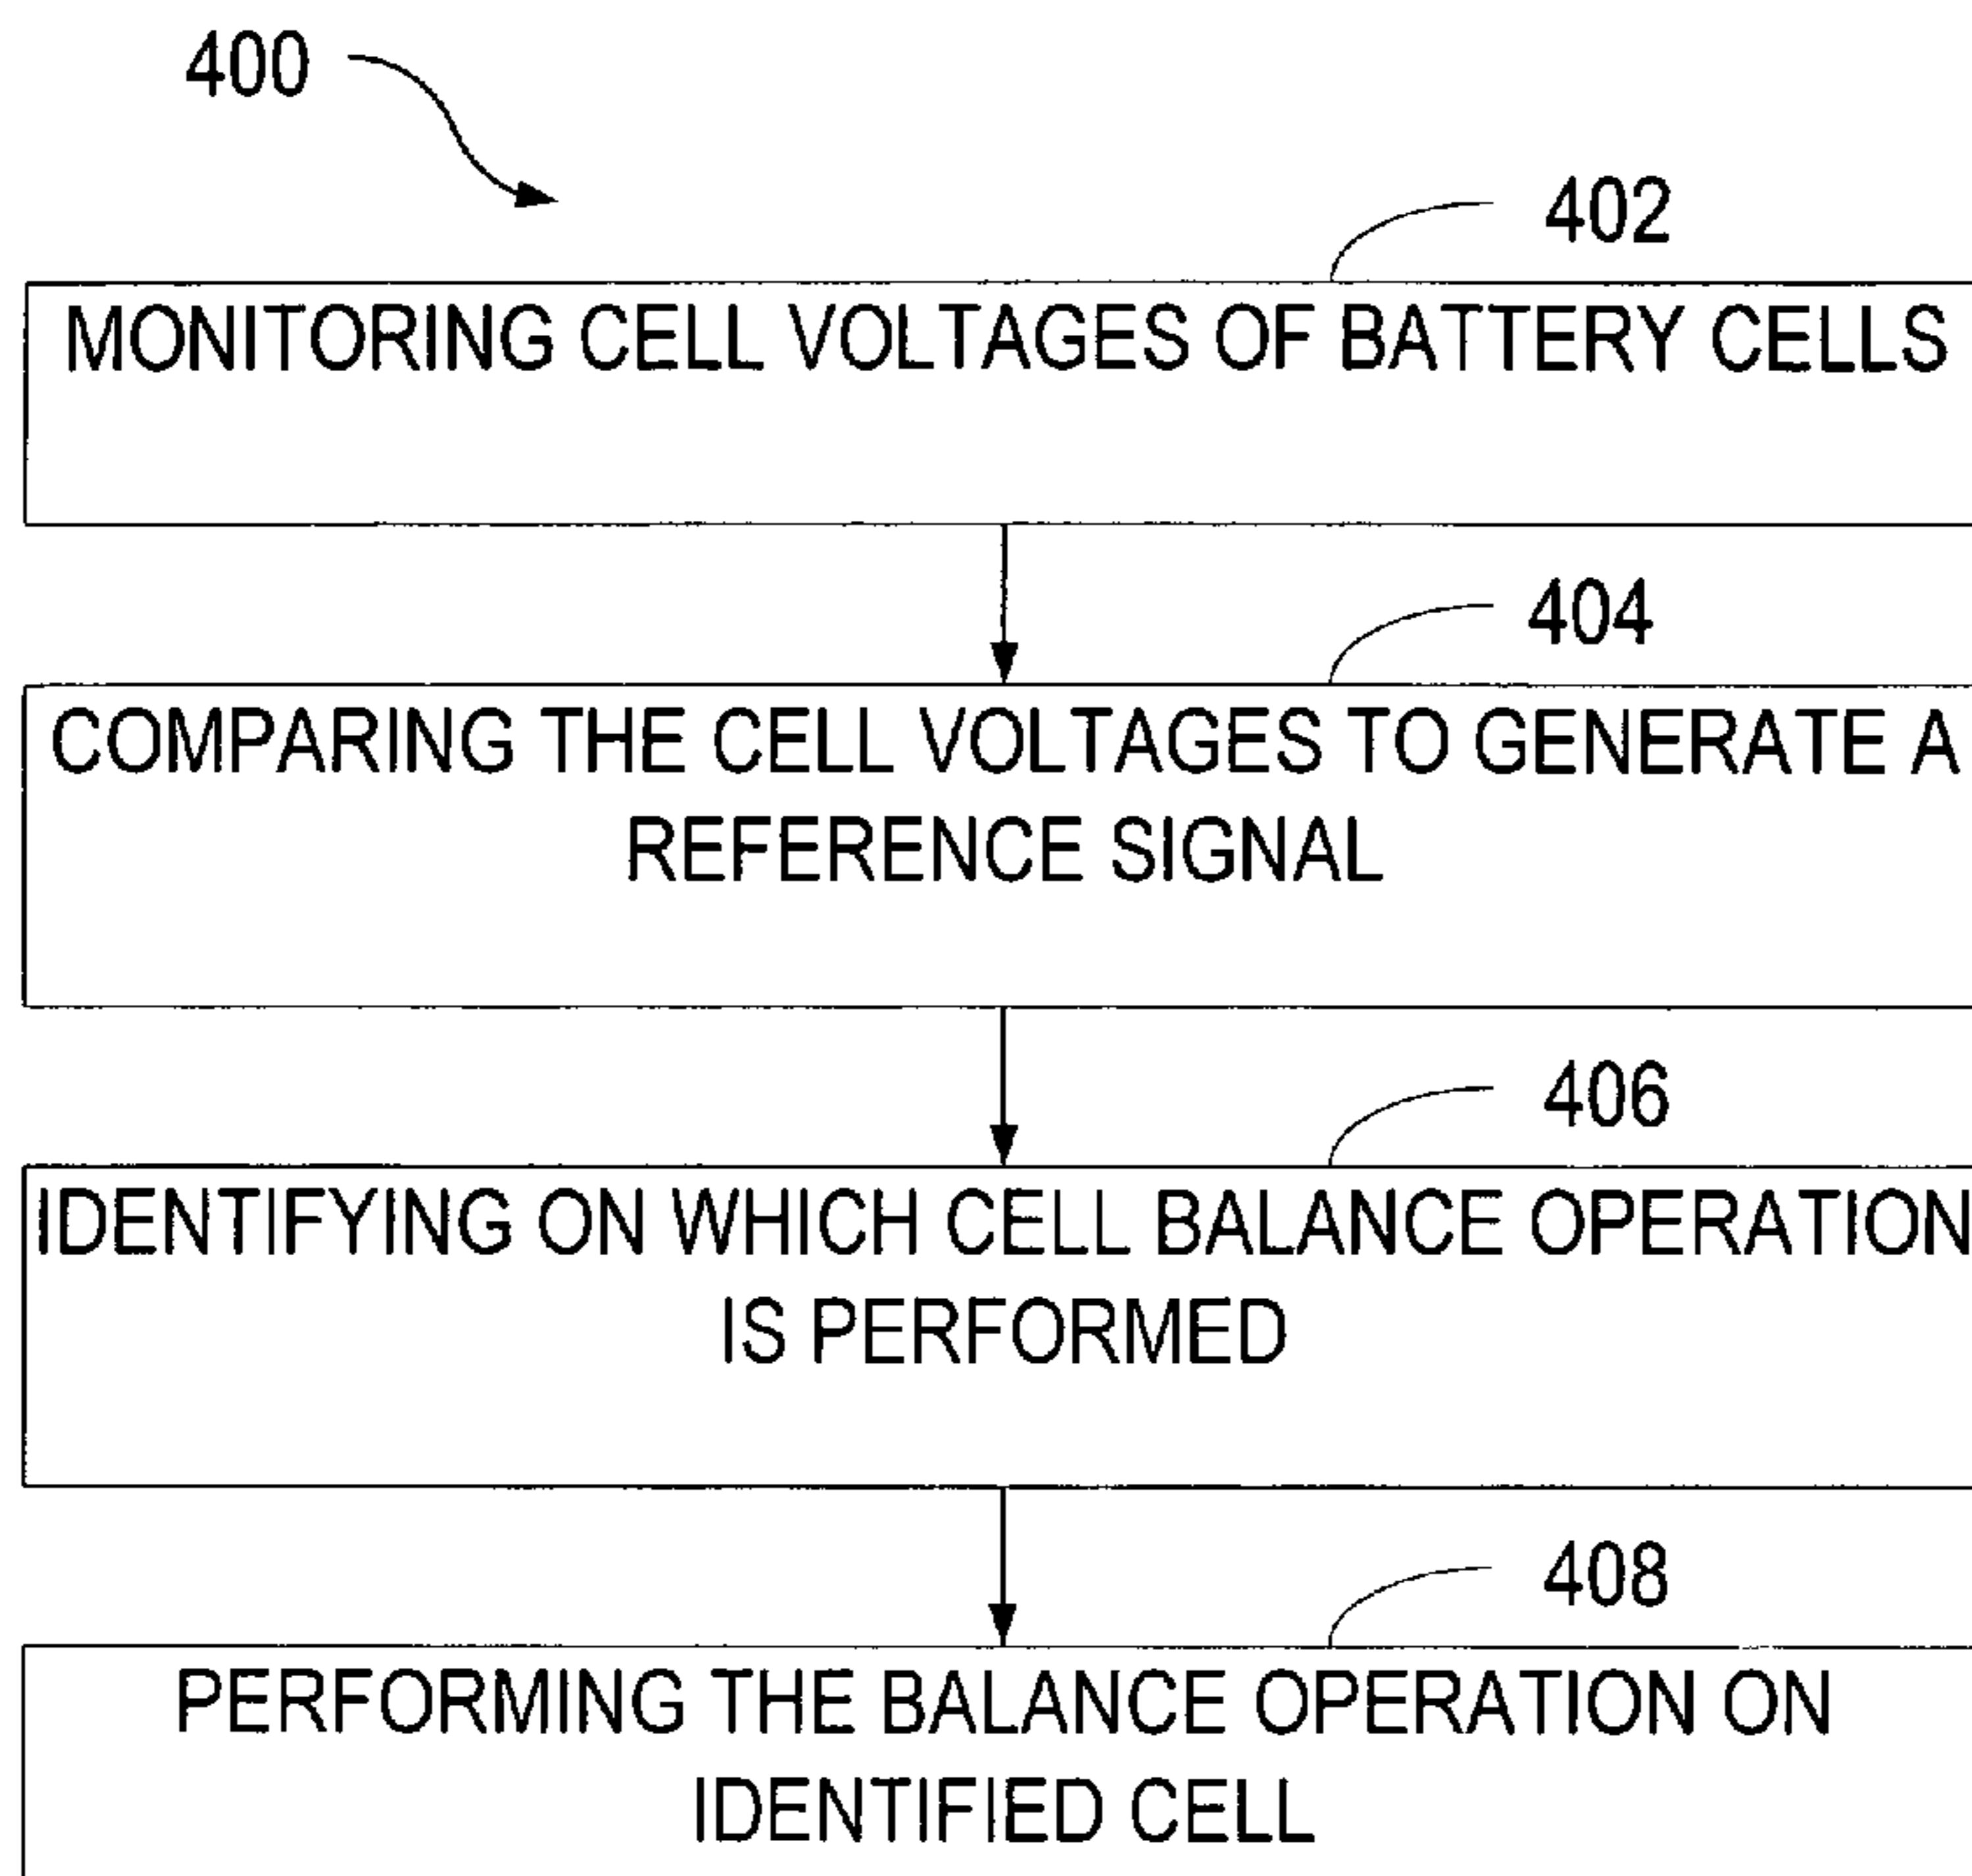 400
402
MONITORING CELL VOLTAGES OF BATTERY CELLS
404
COMPARING THE CELL VOLTAGES TO GENERATE A
REFERENCE SIGNAL
406
IDENTIFYING ON WHICH CELL BALANCE OPERATION
IS PERFORMED
408
PERFORMING THE BALANCE OPERATION ON
IDENTIFIED CELL